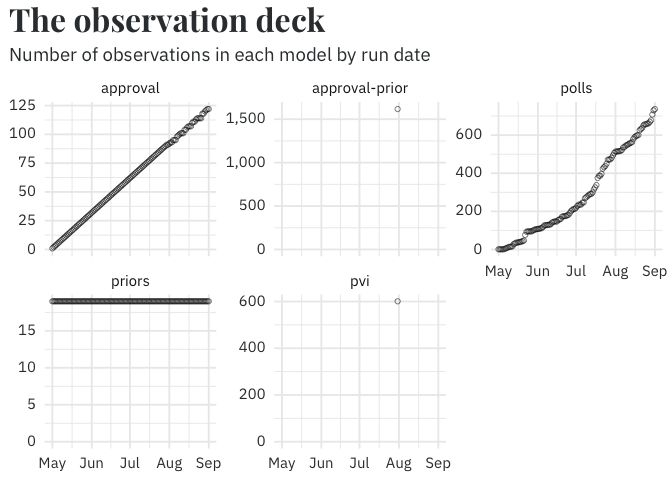 The observation deck
Number of observations in each model by run date
approval
approval-prior
polls
125
100
75
50
25
0
1,500
1,000
500
0
600
400
200
0
May Jun Jul Aug Sep
priors
pvi
15
10
5
0
May Jun Jul Aug Sep
600
400
200
0
May Jun Jul Aug Sep